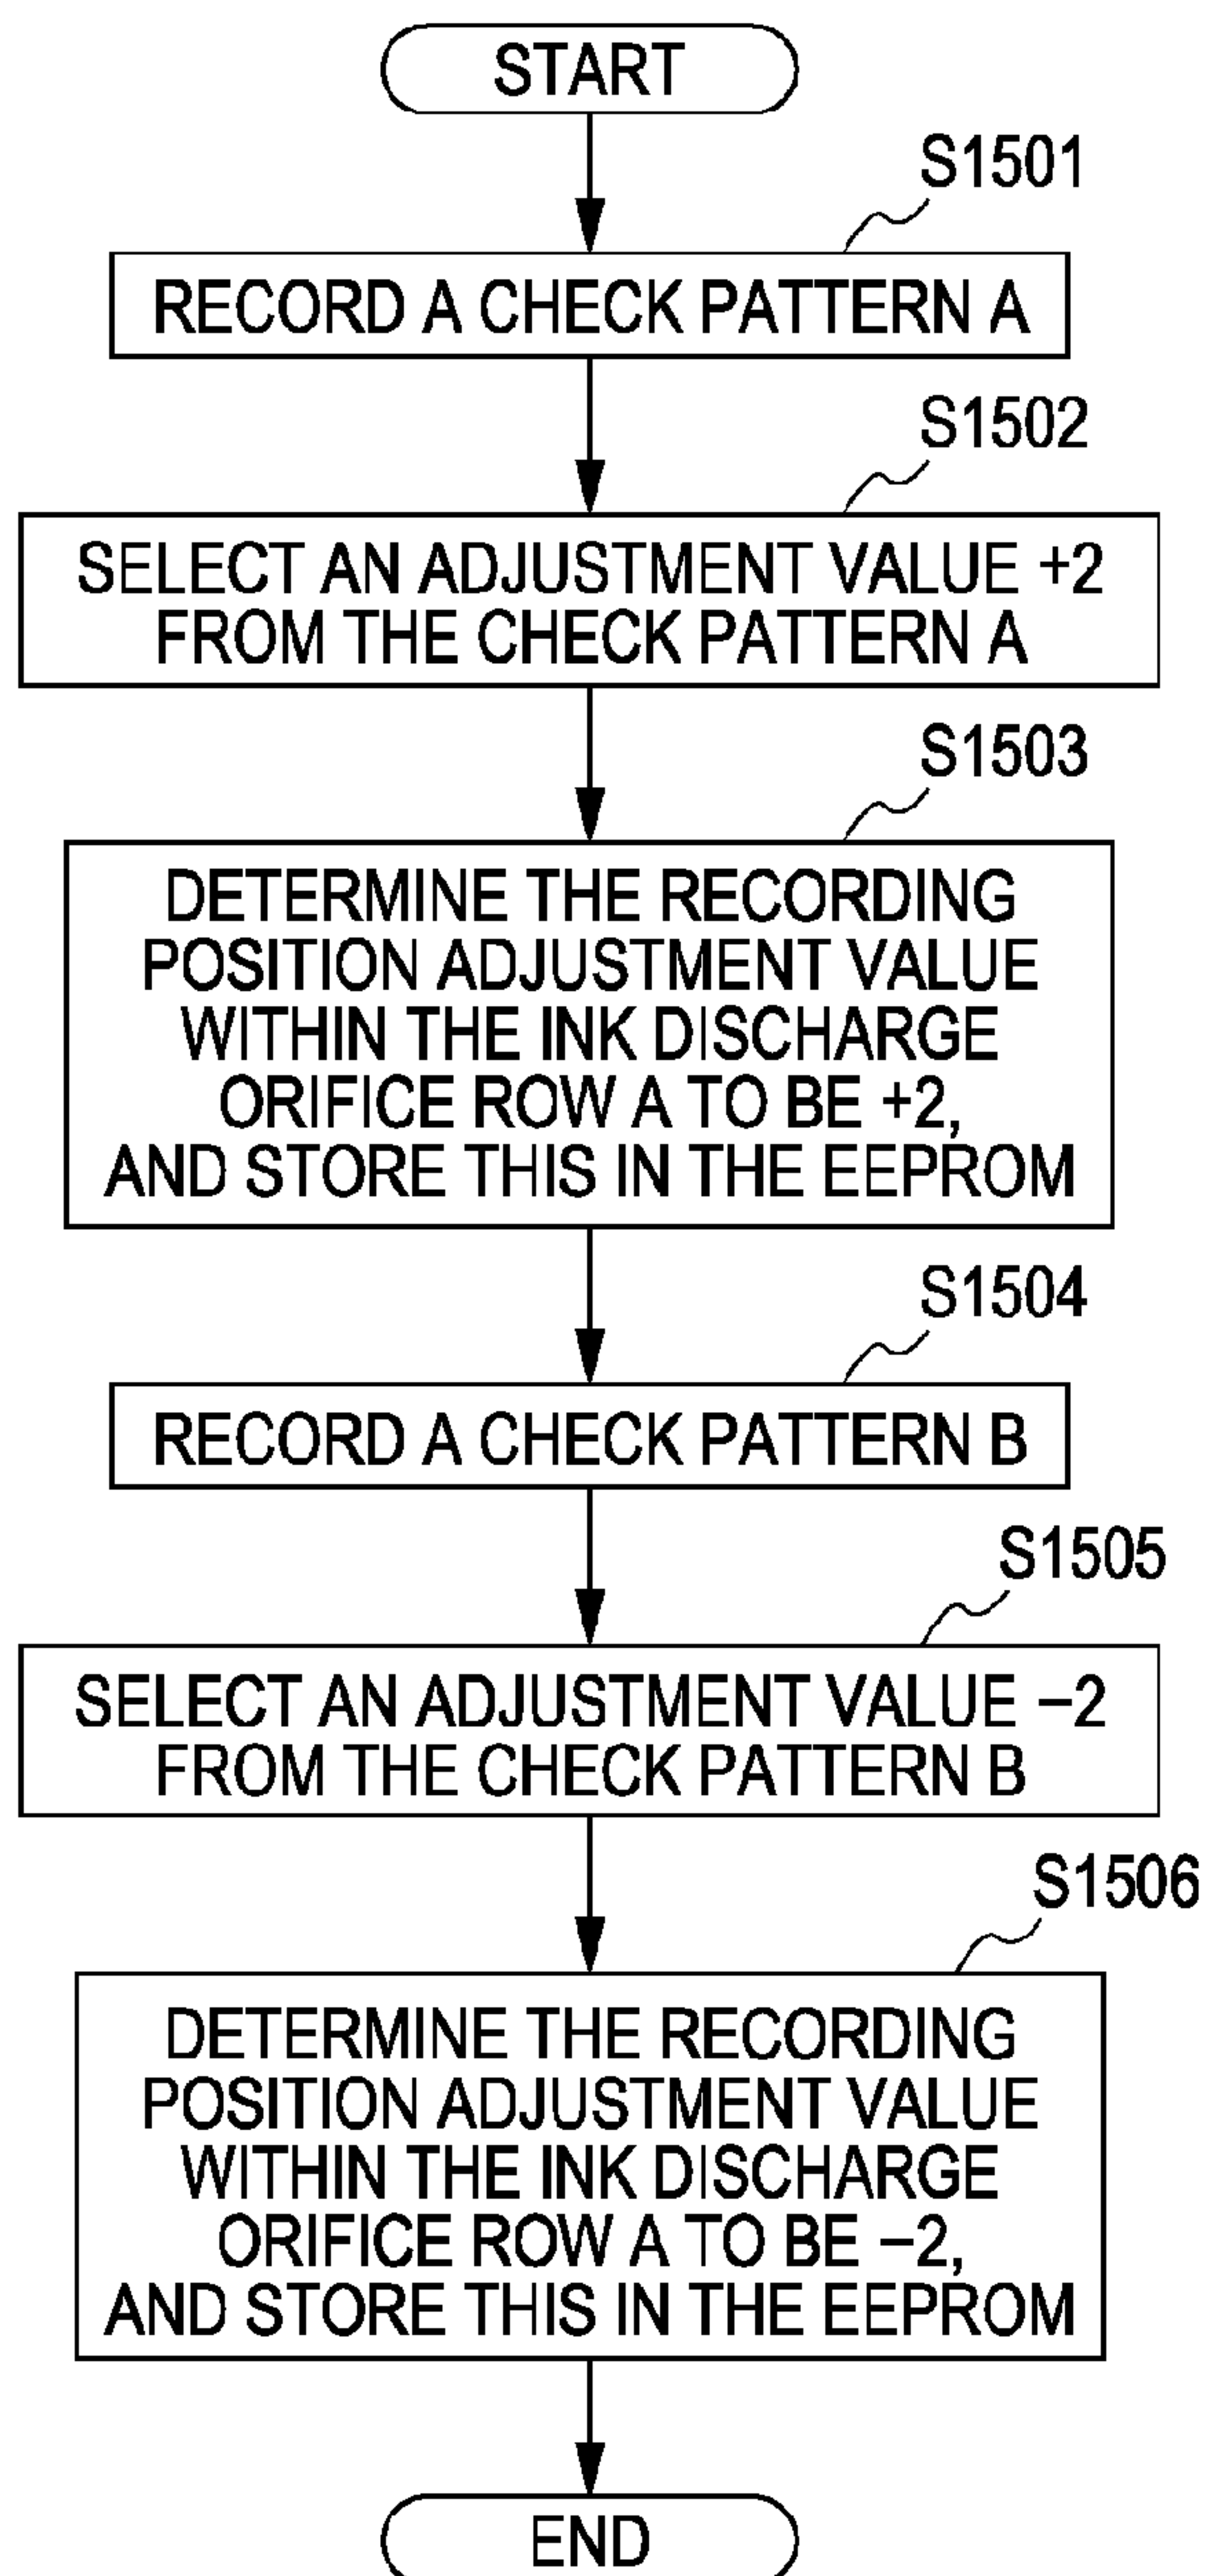 START
S1501
RECORD A CHECK PATTERN A
S1502
SELECT AN ADJUSTMENT VALUE +2
FROM THE CHECK PATTERN A
S1503
DETERMINE THE RECORDING
POSITION ADJUSTMENT VALUE
WITHIN THE INK DISCHARGE
ORIFICE ROW A TO BE +2,
AND STORE THIS IN THE EEPROM
S1504
RECORD A CHECK PATTERN B
S1505
SELECT AN ADJUSTMENT VALUE –2
FROM THE CHECK PATTERN B
S1506
DETERMINE THE RECORDING
POSITION ADJUSTMENT VALUE
WITHIN THE INK DISCHARGE
ORIFICE ROW A TO BE –2,
AND STORE THIS IN THE EEPROM
END